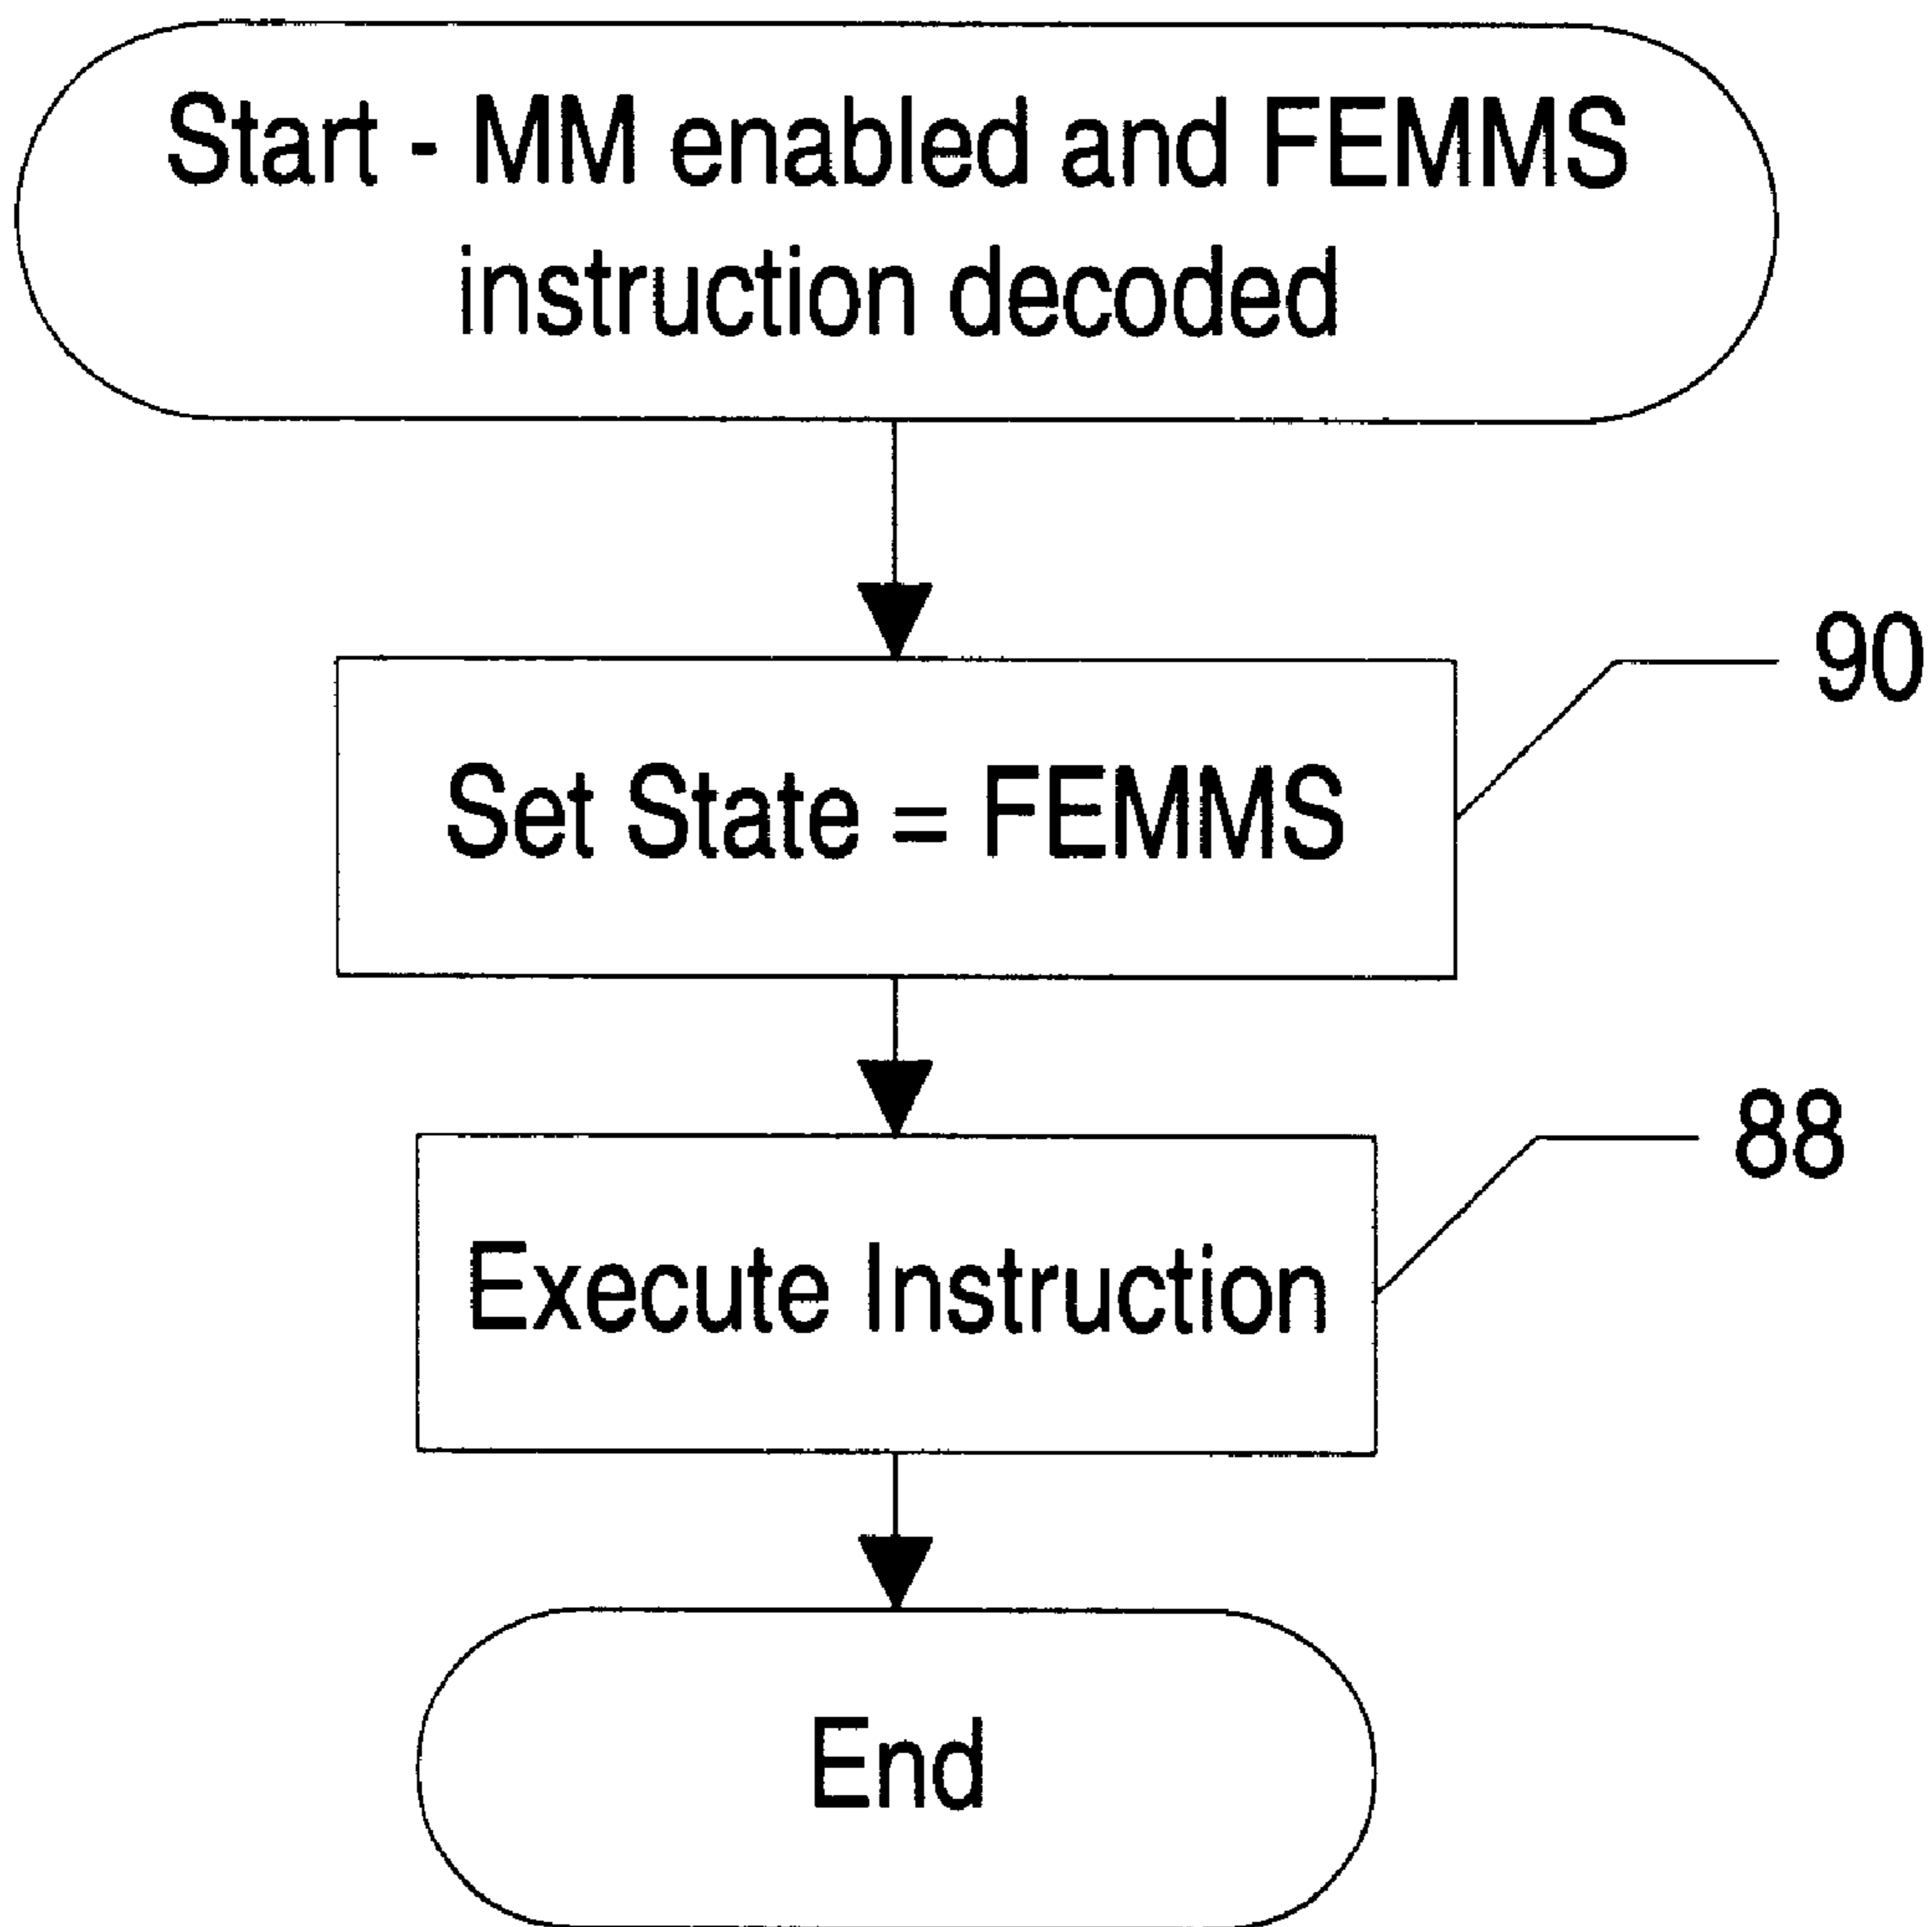 Start - MM enabled and FEMMS
instruction decoded
90
Set State = FEMMS
88
Execute Instruction
End